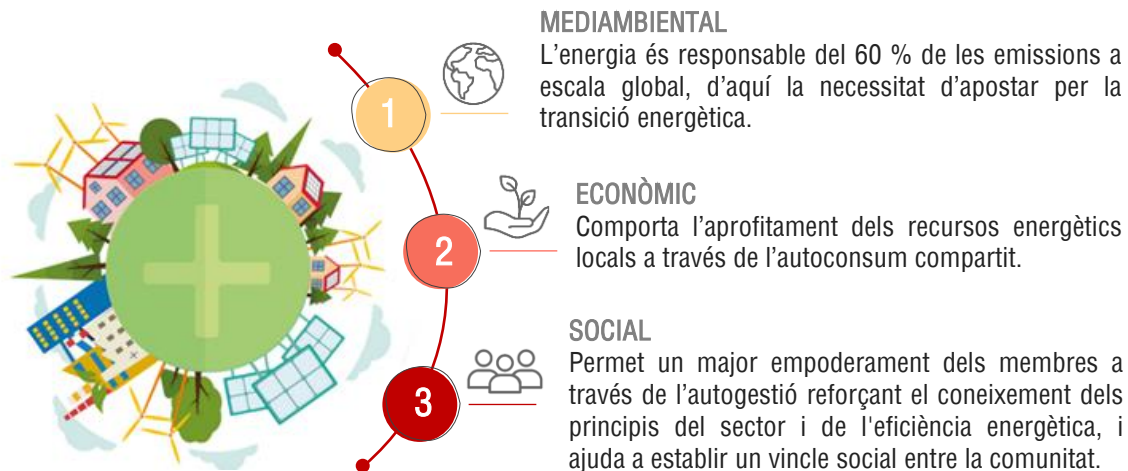 MEDIAMBIENTAL
1
L’energia és responsable del 60 % de les emissions a
escala global, d’aquí la necessitat d’apostar per la
transició energètica.
ECONÒMIC
2
Comporta l’aprofitament dels recursos energètics
locals a través de l’autoconsum compartit.
SOCIAL
3
Permet un major empoderament dels membres a
través de l’autogestió reforçant el coneixement dels
principis del sector i de l'eficiència energètica, i
ajuda a establir un vincle social entre la comunitat.